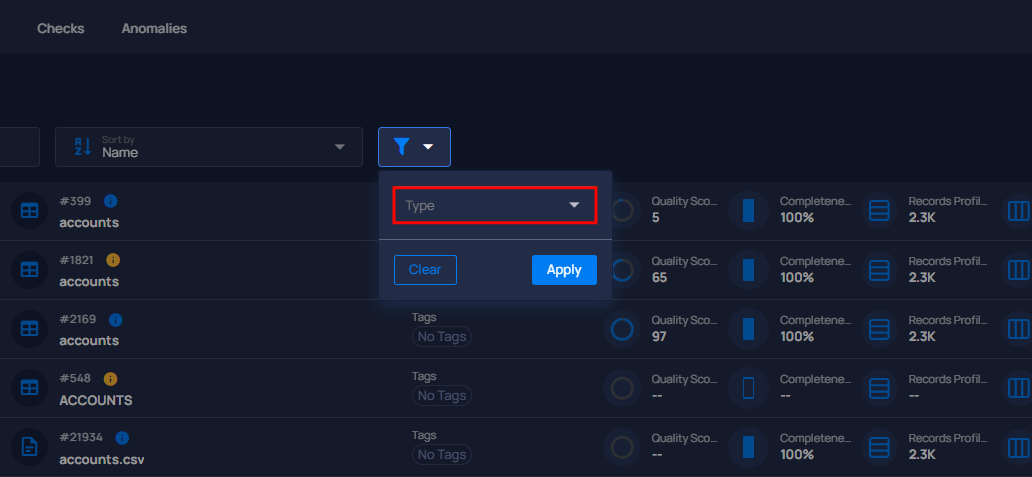 Checks Anomalies
Sort by
Name
Type
Clear Apply
#399
accounts
Quality Sco...
5
Completene...
100%
Records Profil...
2.3K
#1821
accounts
Quality Sco...
65
Completene...
100%
Records Profil...
2.3K
#2169
accounts
Tags
No Tags
Quality Sco...
97
Completene...
100%
Records Profil...
2.3K
#548
ACCOUNTS
Tags
No Tags
Quality Sco...
--
Completene...
--
Records Profil...
--
#21934
accounts.csv
Tags
No Tags
Quality Sco...
--
Completene...
100%
Records Profil...
2.3K